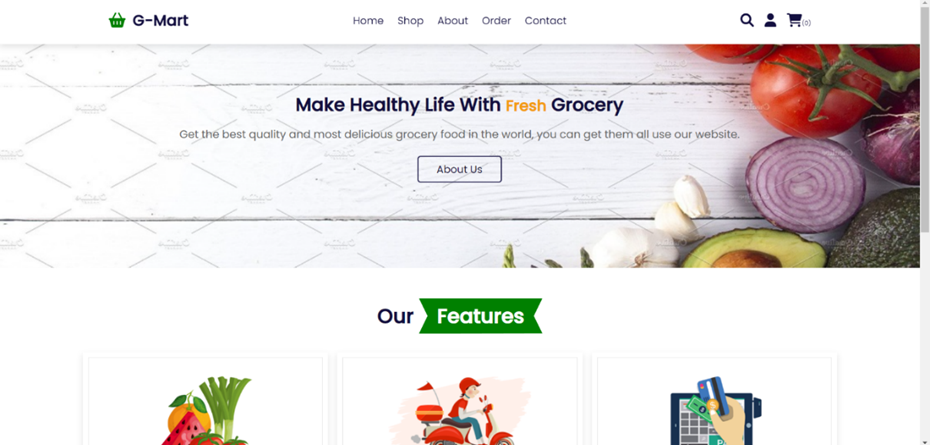 G-Mart
Home Shop About Order Contact
(0)
Make Healthy Life With Fresh Grocery
Get the best quality and most delicious grocery food in the world, you can get them all use our website.
About Us
Our Features